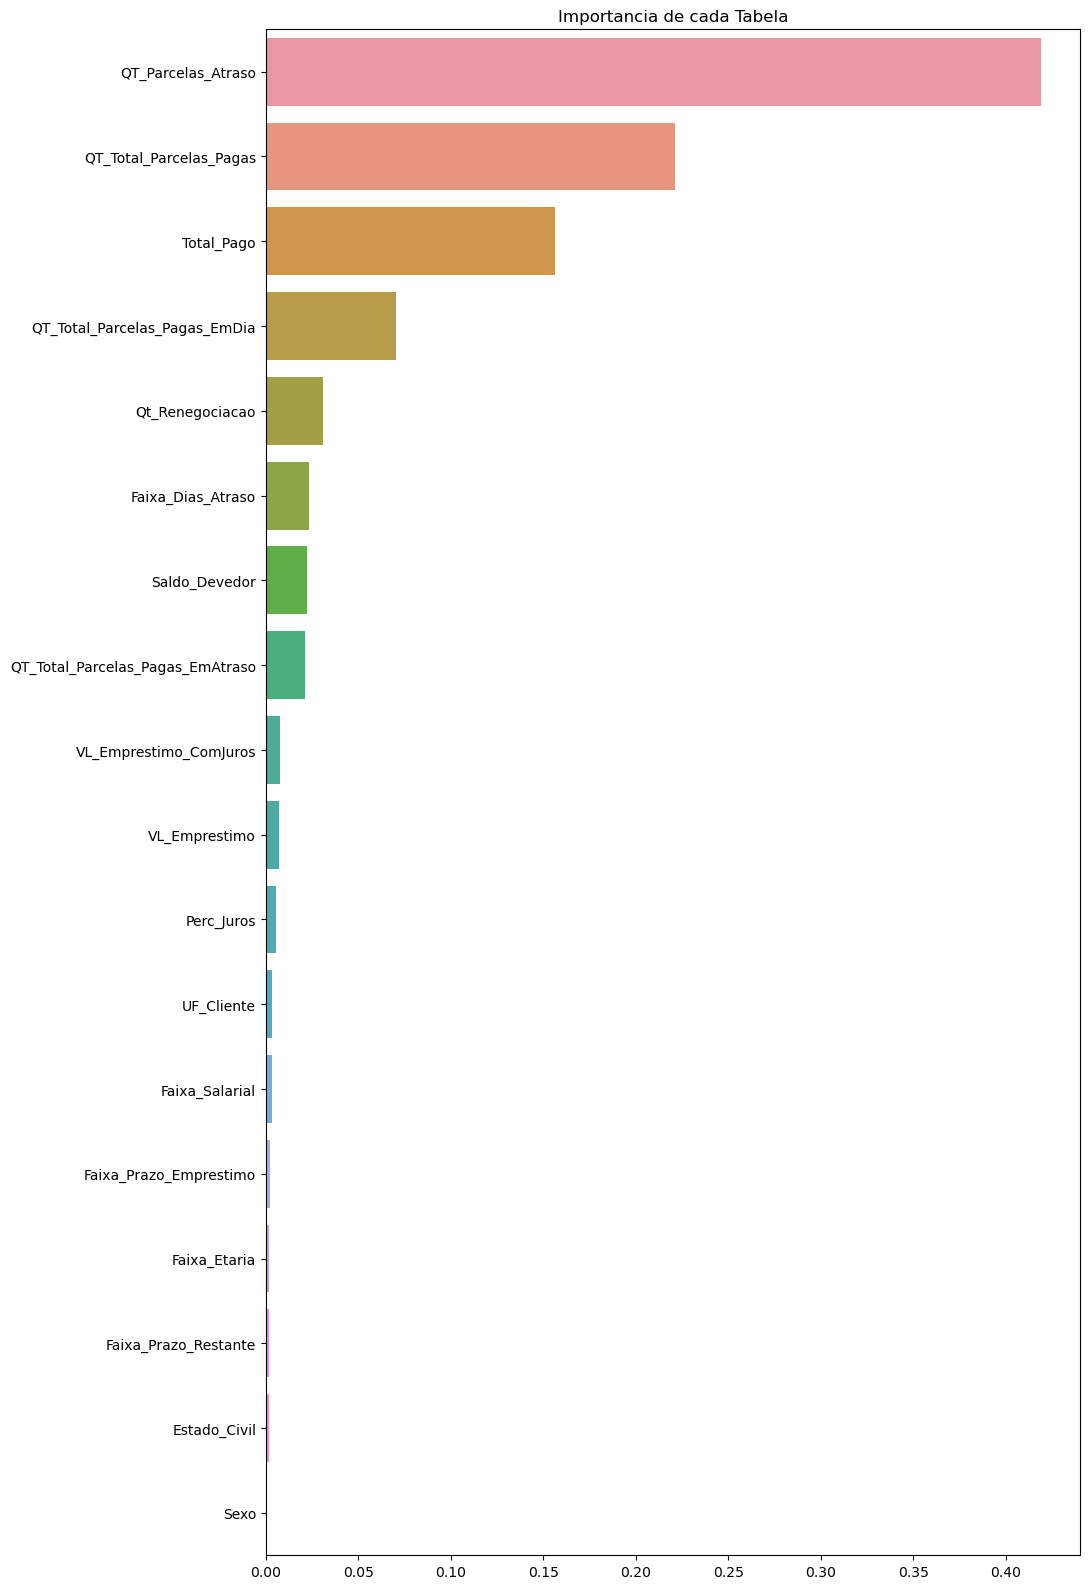 Importancia de cada Tabela
QT_Parcelas_Atraso
QT_Total_Parcelas_Pagas
Total_Pago
QT_Total_Parcelas_Pagas_EmDia
Qt_Renegociacao
Faixa_Dias_Atraso
Saldo_Devedor
QT_Total_Parcelas_Pagas_EmAtraso
VL_Emprestimo_ComJuros
VL_Emprestimo
Perc_Juros
UF_Cliente
Faixa_Salarial
Faixa_Prazo_Emprestimo
Faixa_Etaria
Faixa_Prazo_Restante
Estado_Civil
Sexo
0.00 0.05 0.10 0.15 0.20 0.25 0.30 0.35 0.40